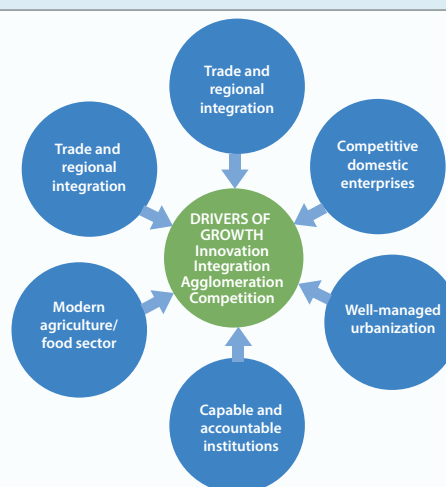 Trade and
regional
integration
Trade and
regional
integration
Competitive
domestic
enterprises
DRIVERS OF
GROWTH
Innovation
Integration
Agglomeration
Competition
Modern
agriculture/
food sector
Well-managed
urbanization
Capable and
accountable
institutions